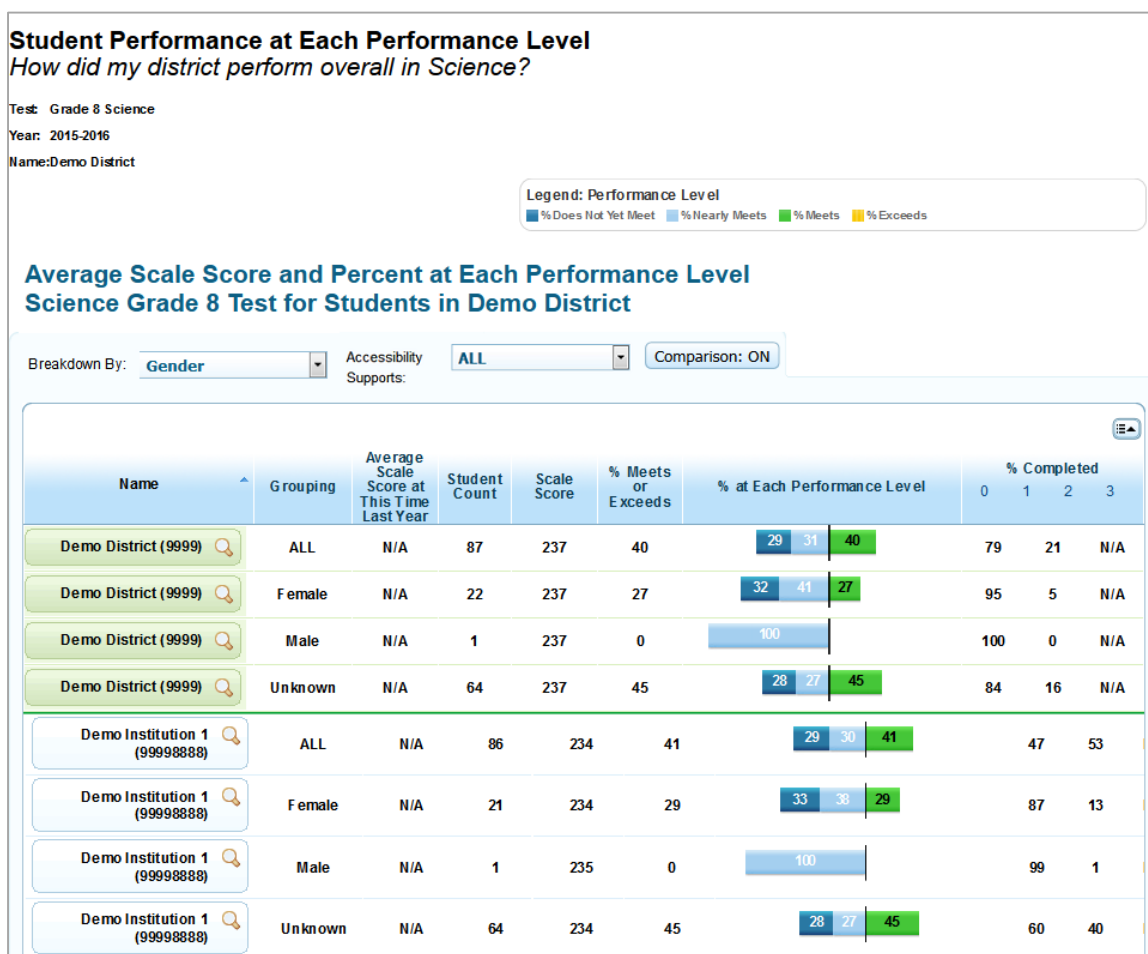 Student Performance at Each Performance Level
How did my district perform overall in Science?
Test: Grade 8 Science
Year: 2015-2016
Name:Demo District
Legend: Performance Level
%Does Not Yet Meet %Nearly Meets %Meets %Exceeds
Average Scale Score and Percent at Each Performance Level
Science Grade 8 Test for Students in Demo District
Breakdown By: Gender Accessibility Supports: ALL Comparison: ON
Name Grouping Average Scale Score at This Time Last Year Student Count Scale Score % Meets or Exceeds % at Each Performance Level % Completed
0 1 2 3
Demo District (9999) ALL N/A 87 237 40 29 31 40 79 21 N/A
Demo District (9999) Female N/A 22 237 27 32 41 27 95 5 N/A
Demo District (9999) Male N/A 1 237 0 100 100 0 N/A
Demo District (9999) Unknown N/A 64 237 45 28 27 45 84 16 N/A
Demo Institution 1 (99998888) ALL N/A 86 234 41 29 30 41 47 53
Demo Institution 1 (99998888) Female N/A 21 234 29 33 38 29 87 13
Demo Institution 1 (99998888) Male N/A 1 235 0 100 99 1
Demo Institution 1 (99998888) Unknown N/A 64 234 45 28 27 45 60 40